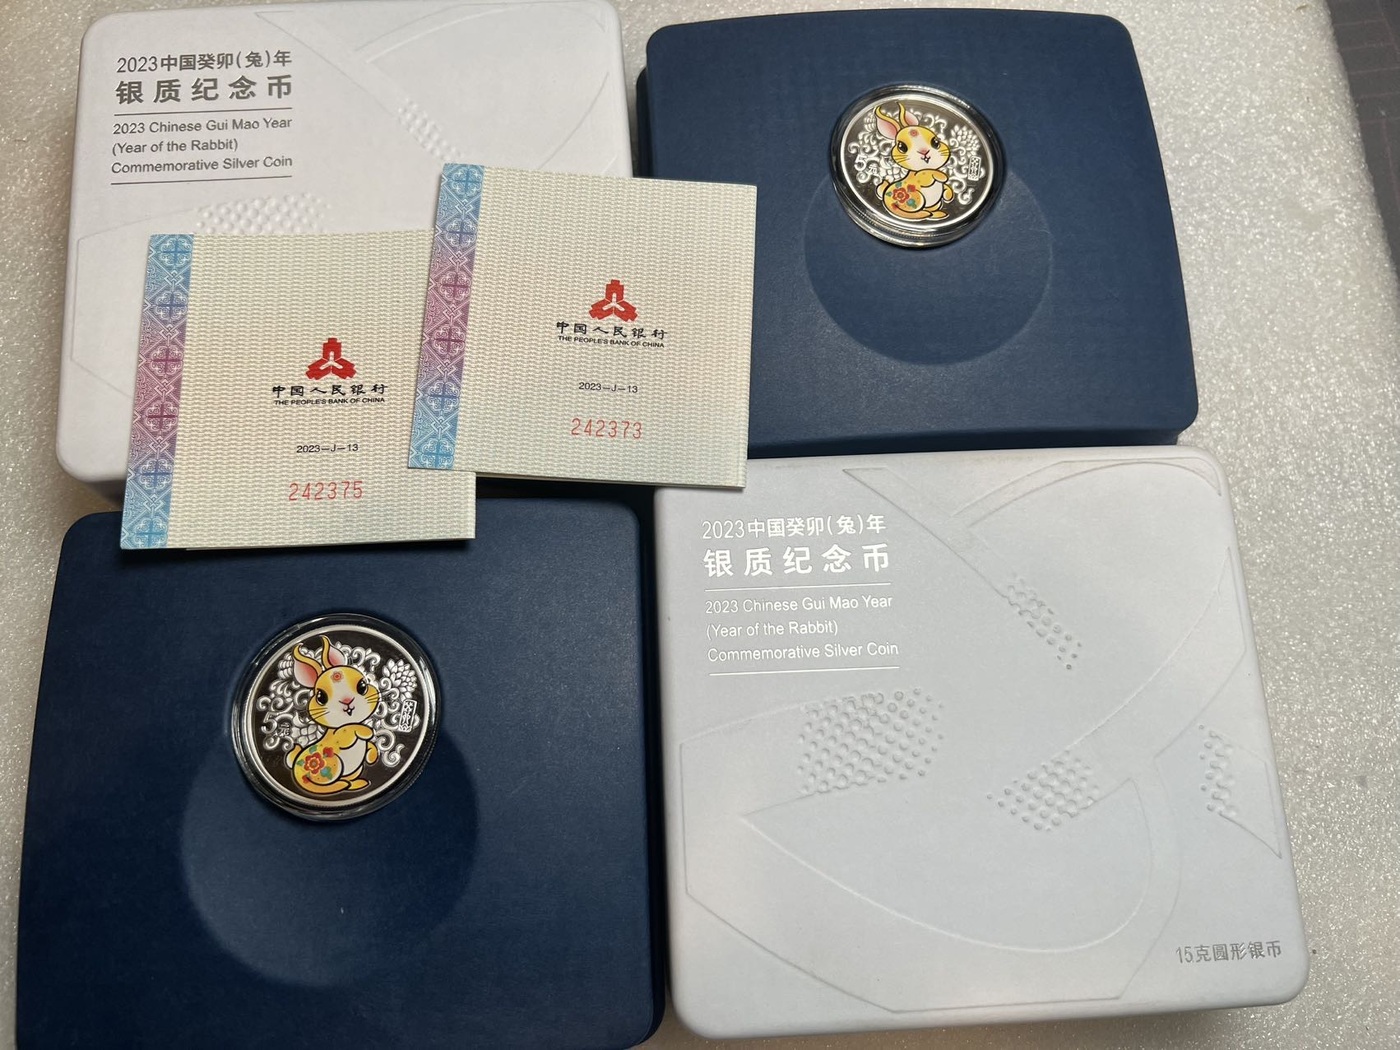 2023中国癸卯(兔)年
银质纪念币
2023 Chinese Gui Mao Year
(Year of the Rabbit)
Commemorative Silver Coin
中国人民银行
THE PEOPLE'S BANK OF CHINA
2023—J—13
242373
中国人民银行
THE PEOPLE'S BANK OF CHINA
2023—J—13
242375
2023中国癸卯(兔)年
银质纪念币
2023 Chinese Gui Mao Year
(Year of the Rabbit)
Commemorative Silver Coin
15克圆形银币
5元